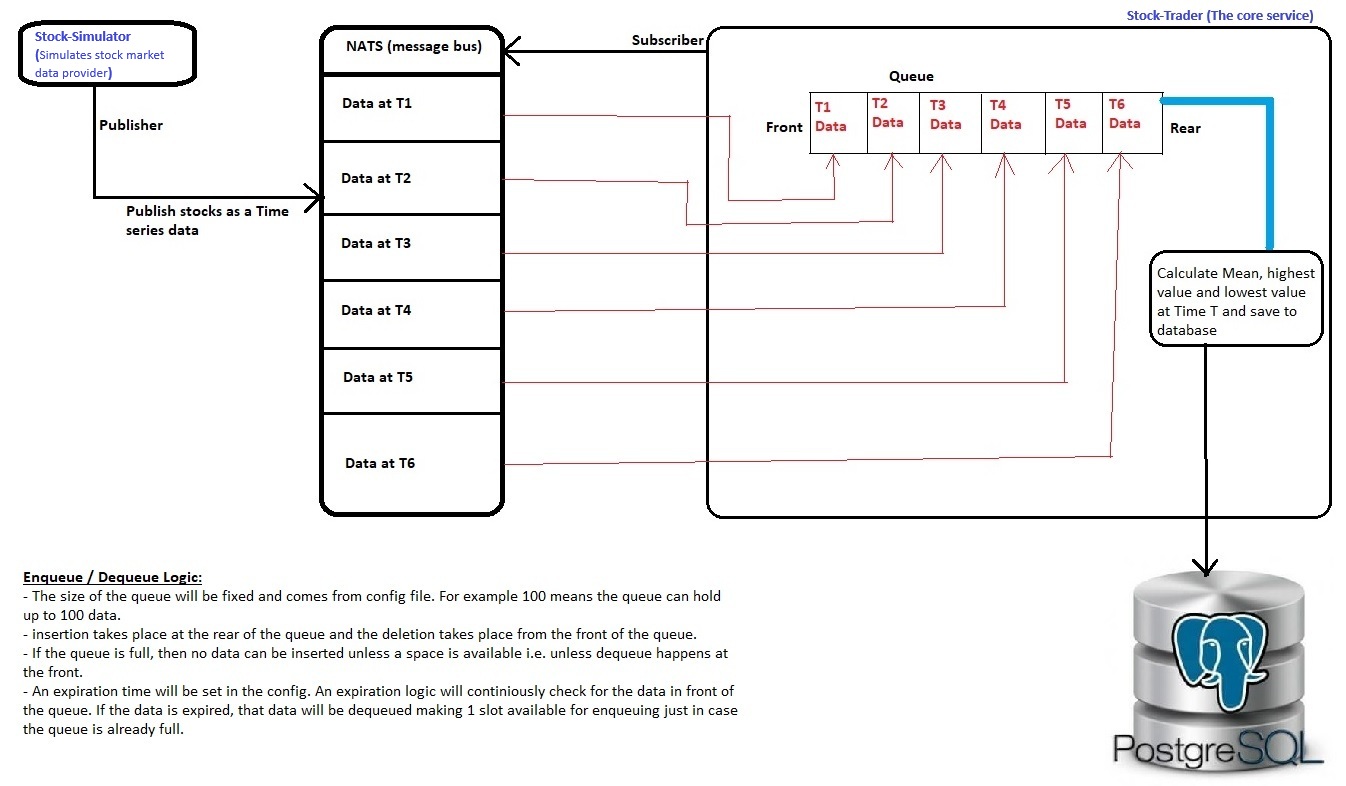 Stock-Trader (The core service)
Stock-Simulator
(Simulates stock market
data provider)
NATS (message bus)
Subscriber
Queue
Data at T1
T1
Data
T2
Data
T3
Data
T4
Data
T5
Data
T6
Data
Front
Rear
Publisher
Data at T2
Publish stocks as a Time
series data
Data at T3
Calculate Mean, highest
value and lowest value
at Time T and save to
database
Data at T4
Data at T5
Data at T6
Enqueue / Dequeue Logic:
- The size of the queue will be fixed and comes from config file. For example 100 means the queue can hold
up to 100 data.
- insertion takes place at the rear of the queue and the deletion takes place from the front of the queue.
- If the queue is full, then no data can be inserted unless a space is available i.e. unless dequeue happens at
the front.
- An expiration time will be set in the config. An expiration logic will continiously check for the data in front of
the queue. If the data is expired, that data will be dequeued making 1 slot available for enqueuing just in case
the queue is already full.
PostgreSQL